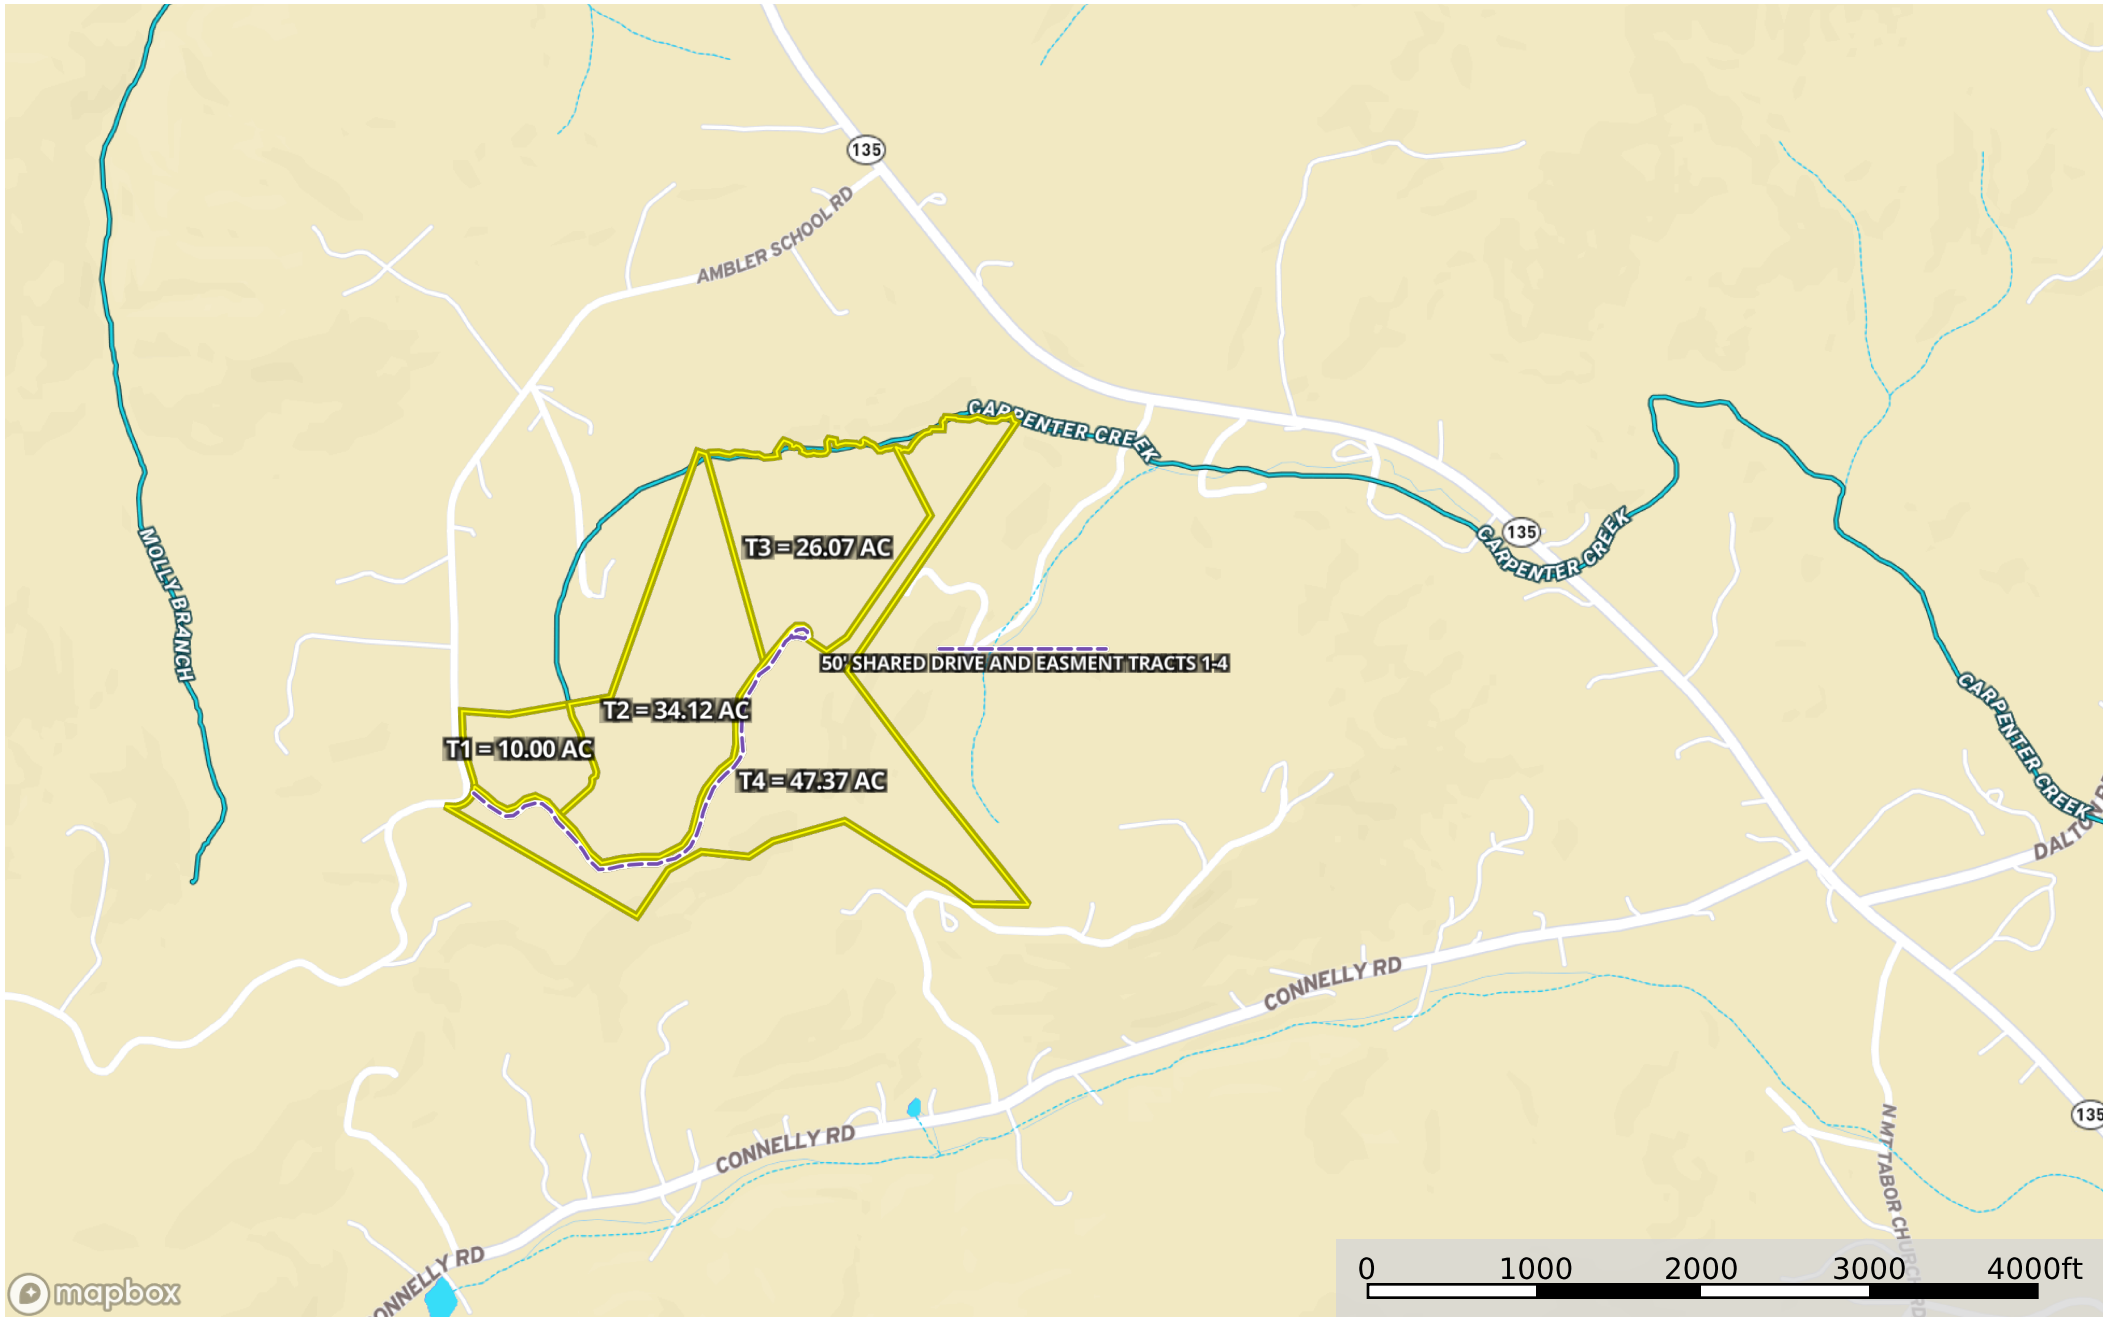 135
AMBLER SCHOOL RD
CARPENTER CREEK
135
CARPENTER CREEK
MOLLY BRANCH
T3 = 26.07 AC
50' SHARED DRIVE AND EASMENT TRACTS 1-4
T2 = 34.12 AC
T1 = 10.00 AC
T4 = 47.37 AC
CARPENTER CREEK
CONNELLY RD
135
CONNELLY RD
N MT TABOR CHURCH RD
ONNELLY RD
0 1000 2000 3000 4000ft
mapbox